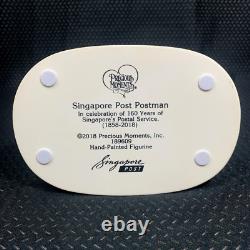 PRECIOUS
MOMENTS
Singapore Post Postman
In celebration of 160 Years of
Singapore's Postal Service.
(1858-2018)
©2018 Precious Moments, Inc.
189609
Hand-Painted Figurine
Singapore
POST